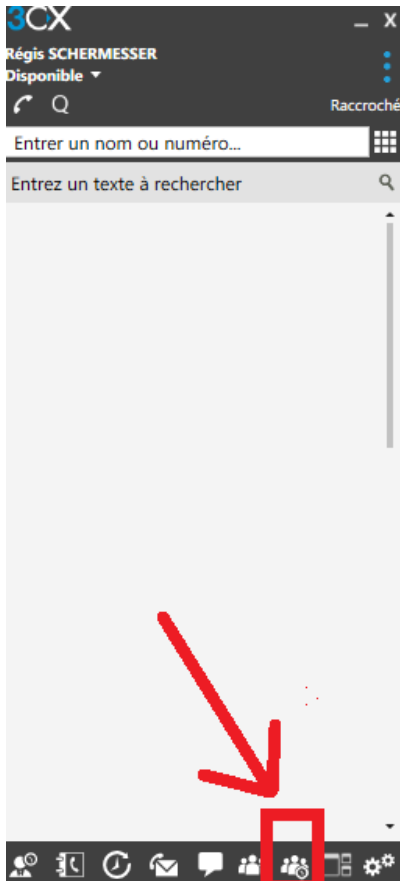 3CX
Régis SCHERMESSER
Disponible
Q
Raccroché
Entrer un nom ou numéro...
Entrez un texte à rechercher